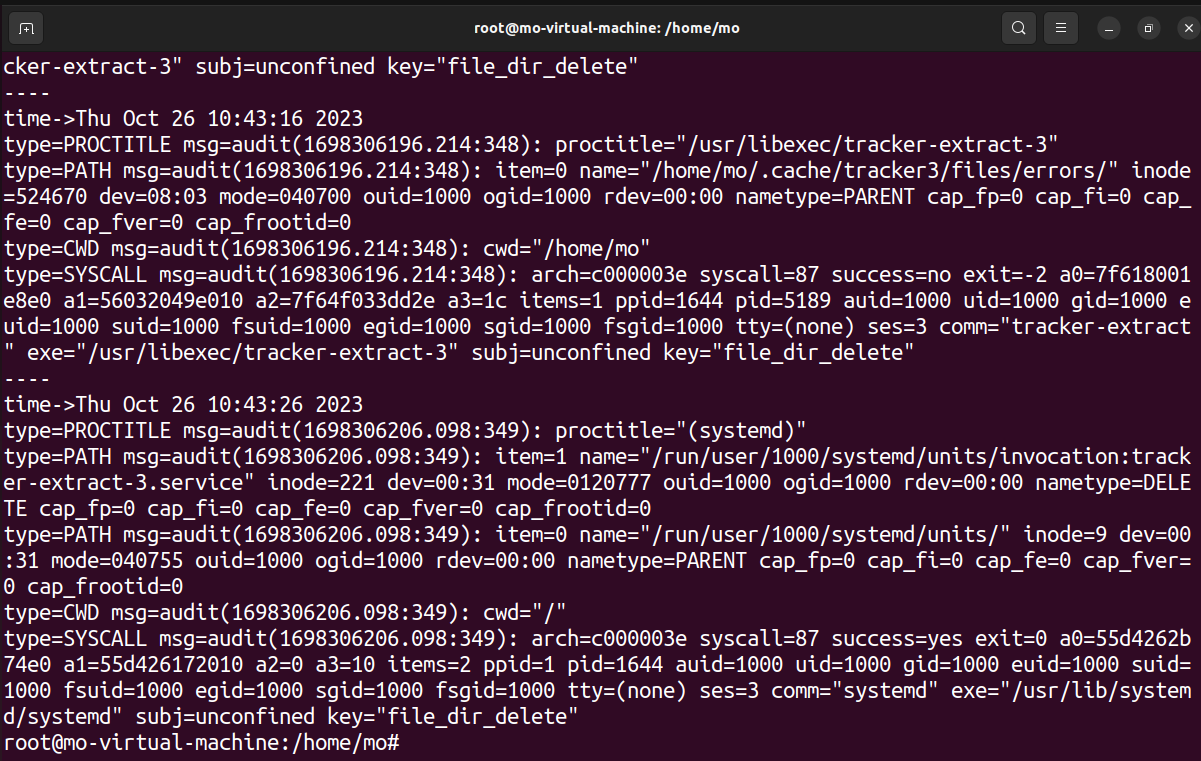 root@mo-virtual-machine: /home/mo
cker-extract-3" subj=unconfined key="file_dir_delete"
----
time->Thu Oct 26 10:43:16 2023
type=PROCTITLE msg=audit(1698306196.214:348): proctitle="/usr/libexec/tracker-extract-3"
type=PATH msg=audit(1698306196.214:348): item=0 name="/home/mo/.cache/tracker3/files/errors/" inode
=524670 dev=08:03 mode=040700 ouid=1000 ogid=1000 rdev=00:00 nametype=PARENT cap_fp=0 cap_fi=0 cap_
fe=0 cap_fver=0 cap_frootid=0
type=CWD msg=audit(1698306196.214:348): cwd="/home/mo"
type=SYSCALL msg=audit(1698306196.214:348): arch=c000003e syscall=87 success=no exit=-2 a0=7f618001
e8e0 a1=56032049e010 a2=7f64f033dd2e a3=1c items=1 ppid=1644 pid=5189 auid=1000 uid=1000 gid=1000 e
uid=1000 suid=1000 fsuid=1000 egid=1000 sgid=1000 fsgid=1000 tty=(none) ses=3 comm="tracker-extract
" exe="/usr/libexec/tracker-extract-3" subj=unconfined key="file_dir_delete"
----
time->Thu Oct 26 10:43:26 2023
type=PROCTITLE msg=audit(1698306206.098:349): proctitle="(systemd)"
type=PATH msg=audit(1698306206.098:349): item=1 name="/run/user/1000/systemd/units/invocation:track
er-extract-3.service" inode=221 dev=00:31 mode=0120777 ouid=1000 ogid=1000 rdev=00:00 nametype=DELE
TE cap_fp=0 cap_fi=0 cap_fe=0 cap_fver=0 cap_frootid=0
type=PATH msg=audit(1698306206.098:349): item=0 name="/run/user/1000/systemd/units/" inode=9 dev=00
:31 mode=040755 ouid=1000 ogid=1000 rdev=00:00 nametype=PARENT cap_fp=0 cap_fi=0 cap_fe=0 cap_fver=
0 cap_frootid=0
type=CWD msg=audit(1698306206.098:349): cwd="/"
type=SYSCALL msg=audit(1698306206.098:349): arch=c000003e syscall=87 success=yes exit=0 a0=55d4262b
74e0 a1=55d426172010 a2=0 a3=10 items=2 ppid=1 pid=1644 auid=1000 uid=1000 gid=1000 euid=1000 suid=
1000 fsuid=1000 egid=1000 sgid=1000 fsgid=1000 tty=(none) ses=3 comm="systemd" exe="/usr/lib/system
d/systemd" subj=unconfined key="file_dir_delete"
root@mo-virtual-machine:/home/mo#